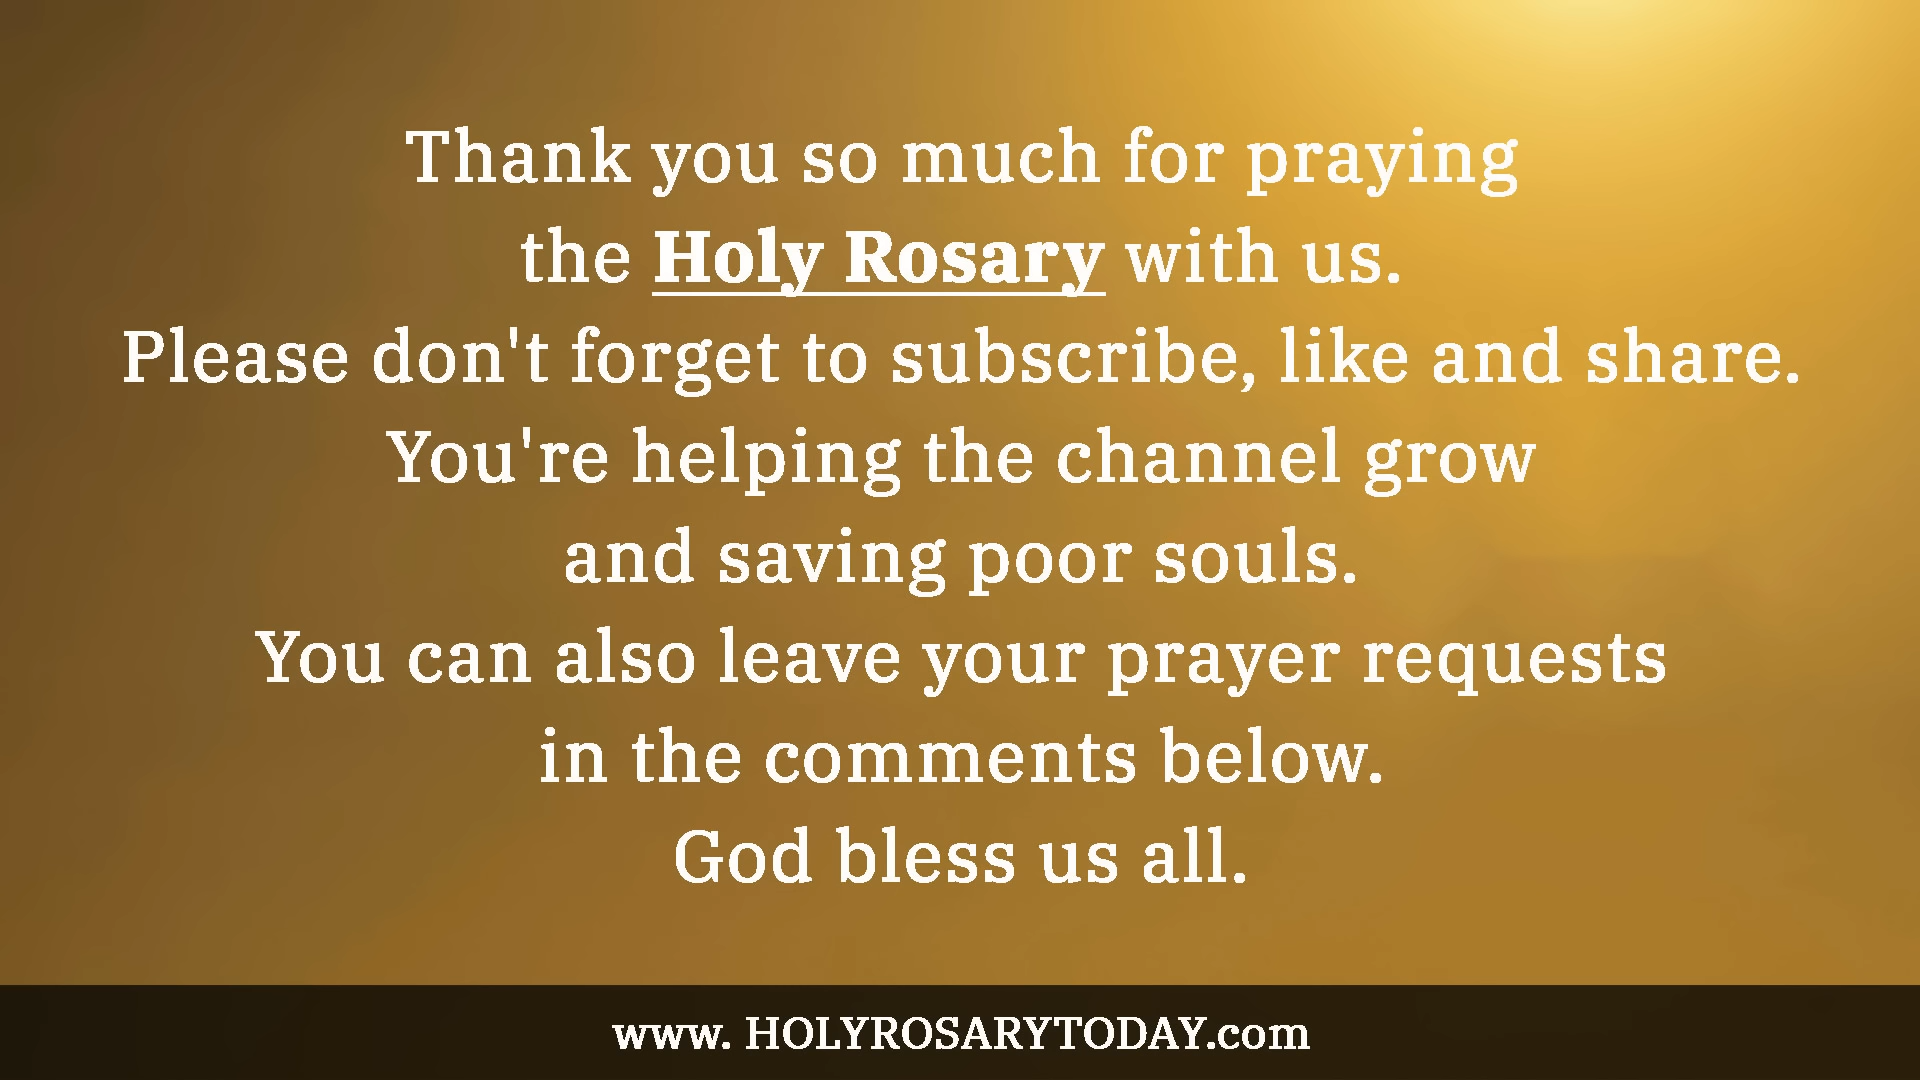 Thank you so much for praying
the Holy Rosary with us.
Please don't forget to subscribe, like and share.
You're helping the channel grow
and saving poor souls.
You can also leave your prayer requests
in the comments below.
God bless us all.
www. HOLYROSARYTODAY.com